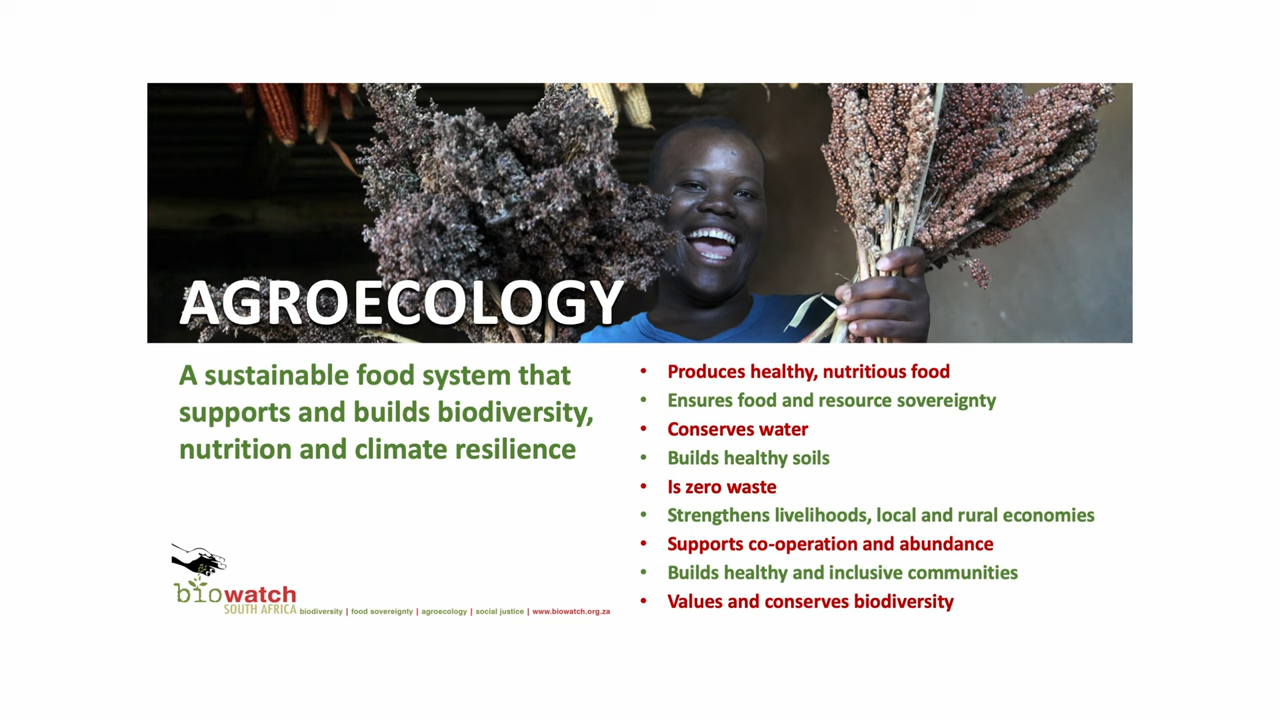 AGROECOLOGY
A sustainable food system that
supports and builds biodiversity,
nutrition and climate resilience
• Produces healthy, nutritious food
• Ensures food and resource sovereignty
• Conserves water
• Builds healthy soils
• Is zero waste
• Strengthens livelihoods, local and rural economies
• Supports co-operation and abundance
• Builds healthy and inclusive communities
• Values and conserves biodiversity
biowatch
SOUTH AFRICA biodiversity | food sovereignty | agroecology | social justice | www.biowatch.org.za